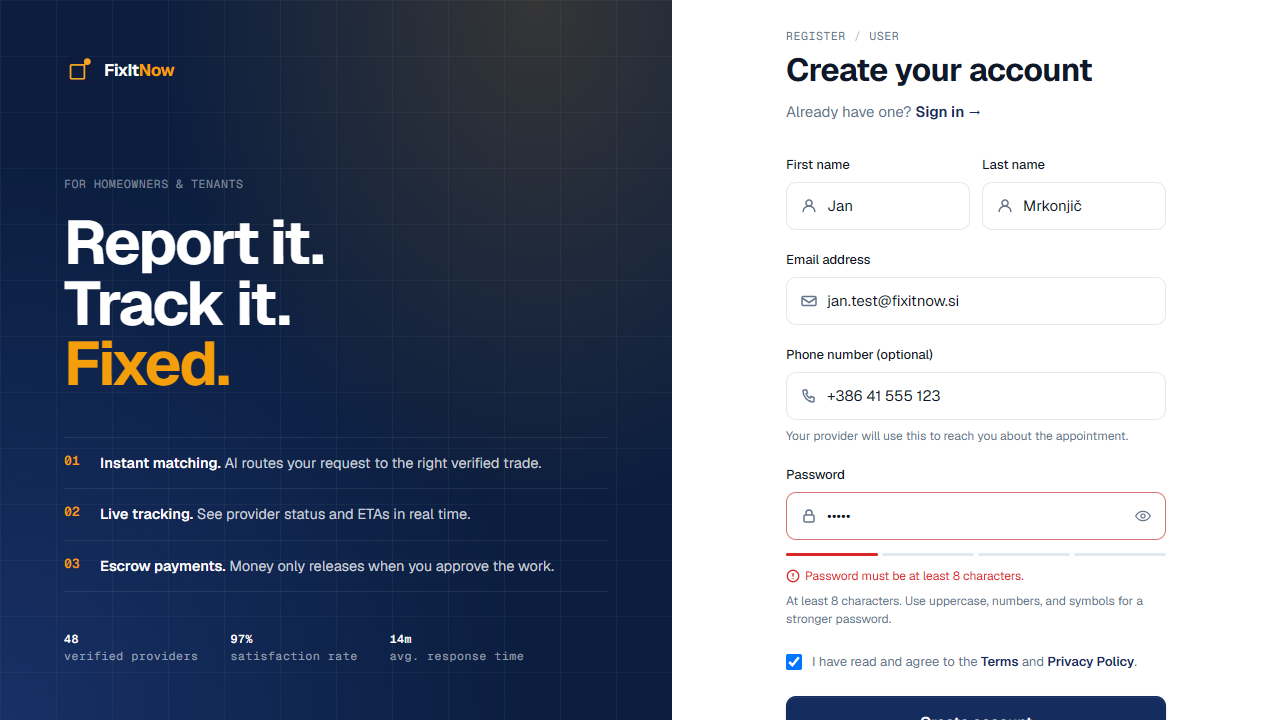 FixItNow
FOR HOMEOWNERS & TENANTS
Report it.
Track it.
Fixed.
01 Instant matching. AI routes your request to the right verified trade.
02 Live tracking. See provider status and ETAs in real time.
03 Escrow payments. Money only releases when you approve the work.
48 97% 14m
verified providers satisfaction rate avg. response time
REGISTER / USER
Create your account
Already have one? Sign in →
First name Last name
Jan Mrkonjič
Email address
jan.test@fixitnow.si
Phone number (optional)
+386 41 555 123
Your provider will use this to reach you about the appointment.
Password
•••••
Password must be at least 8 characters.
At least 8 characters. Use uppercase, numbers, and symbols for a
stronger password.
I have read and agree to the Terms and Privacy Policy.
Create account